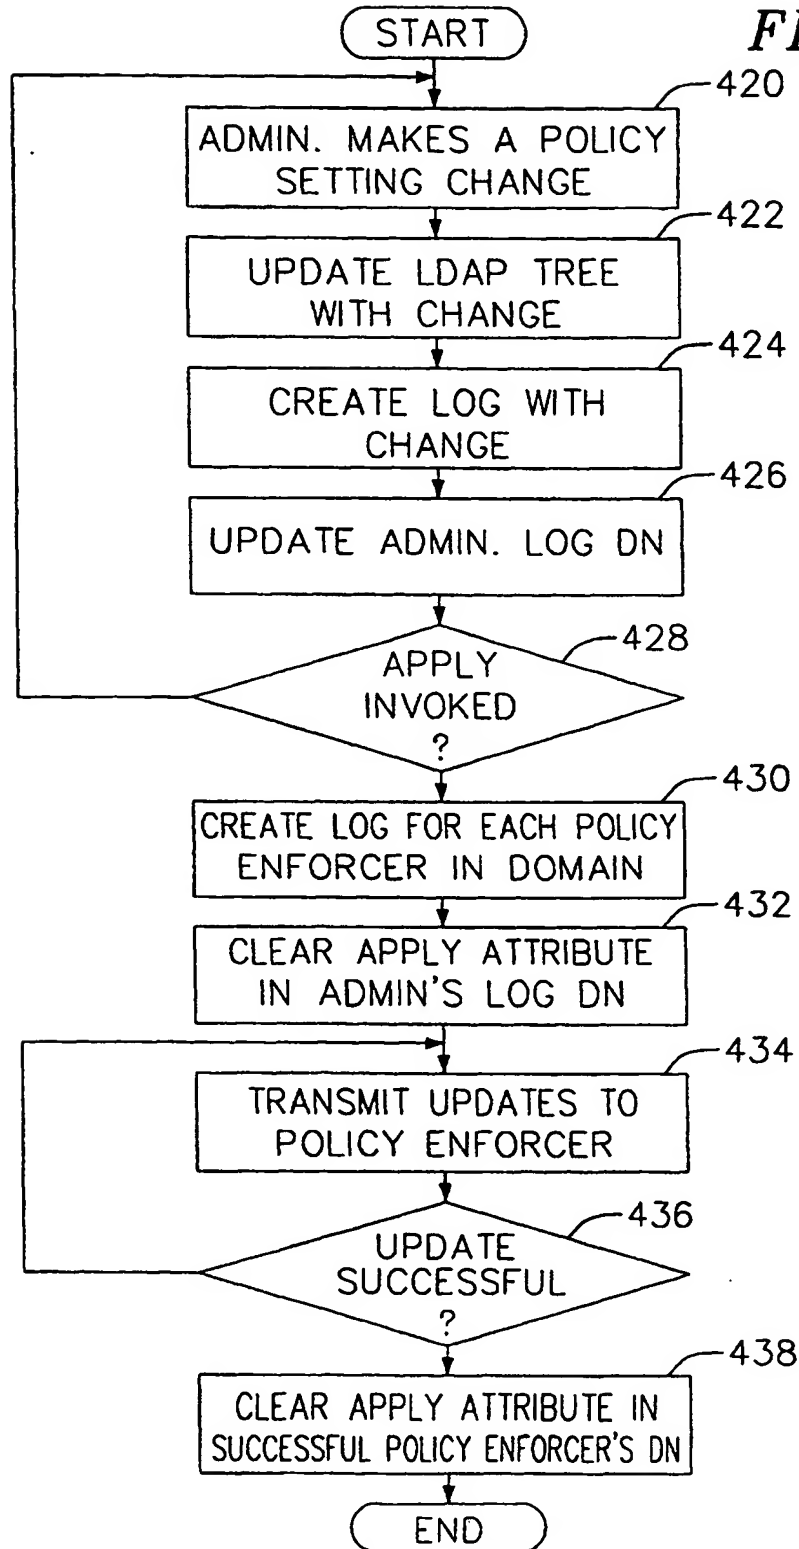 START
420
ADMIN. MAKES A POLICY
SETTING CHANGE
422
UPDATE LDAP TREE
WITH CHANGE
424
CREATE LOG WITH
CHANGE
426
UPDATE ADMIN. LOG DN
428
APPLY
INVOKED
?
430
CREATE LOG FOR EACH POLICY
ENFORCER IN DOMAIN
432
CLEAR APPLY ATTRIBUTE
IN ADMIN'S LOG DN
434
TRANSMIT UPDATES TO
POLICY ENFORCER
436
UPDATE
SUCCESSFUL
?
438
CLEAR APPLY ATTRIBUTE IN
SUCCESSFUL POLICY ENFORCER'S DN
END